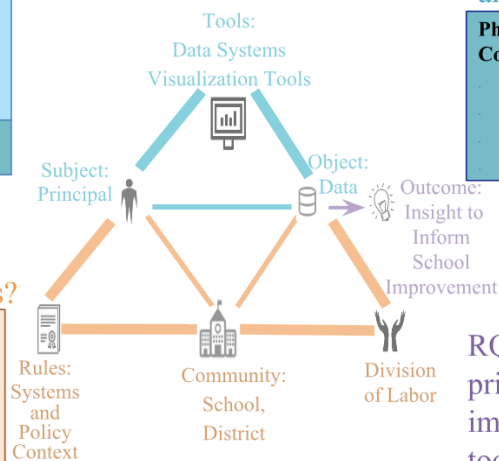 Tools:
Data Systems
Visualization Tools
Ph
Co
Subject:
Principal
Object:
Data
Outcome:
Insight to
Inform
School
Improvement
s?
Rules:
Systems
and
Policy
Context
Community:
School,
District
Division
of Labor
RQ
pri
im
too